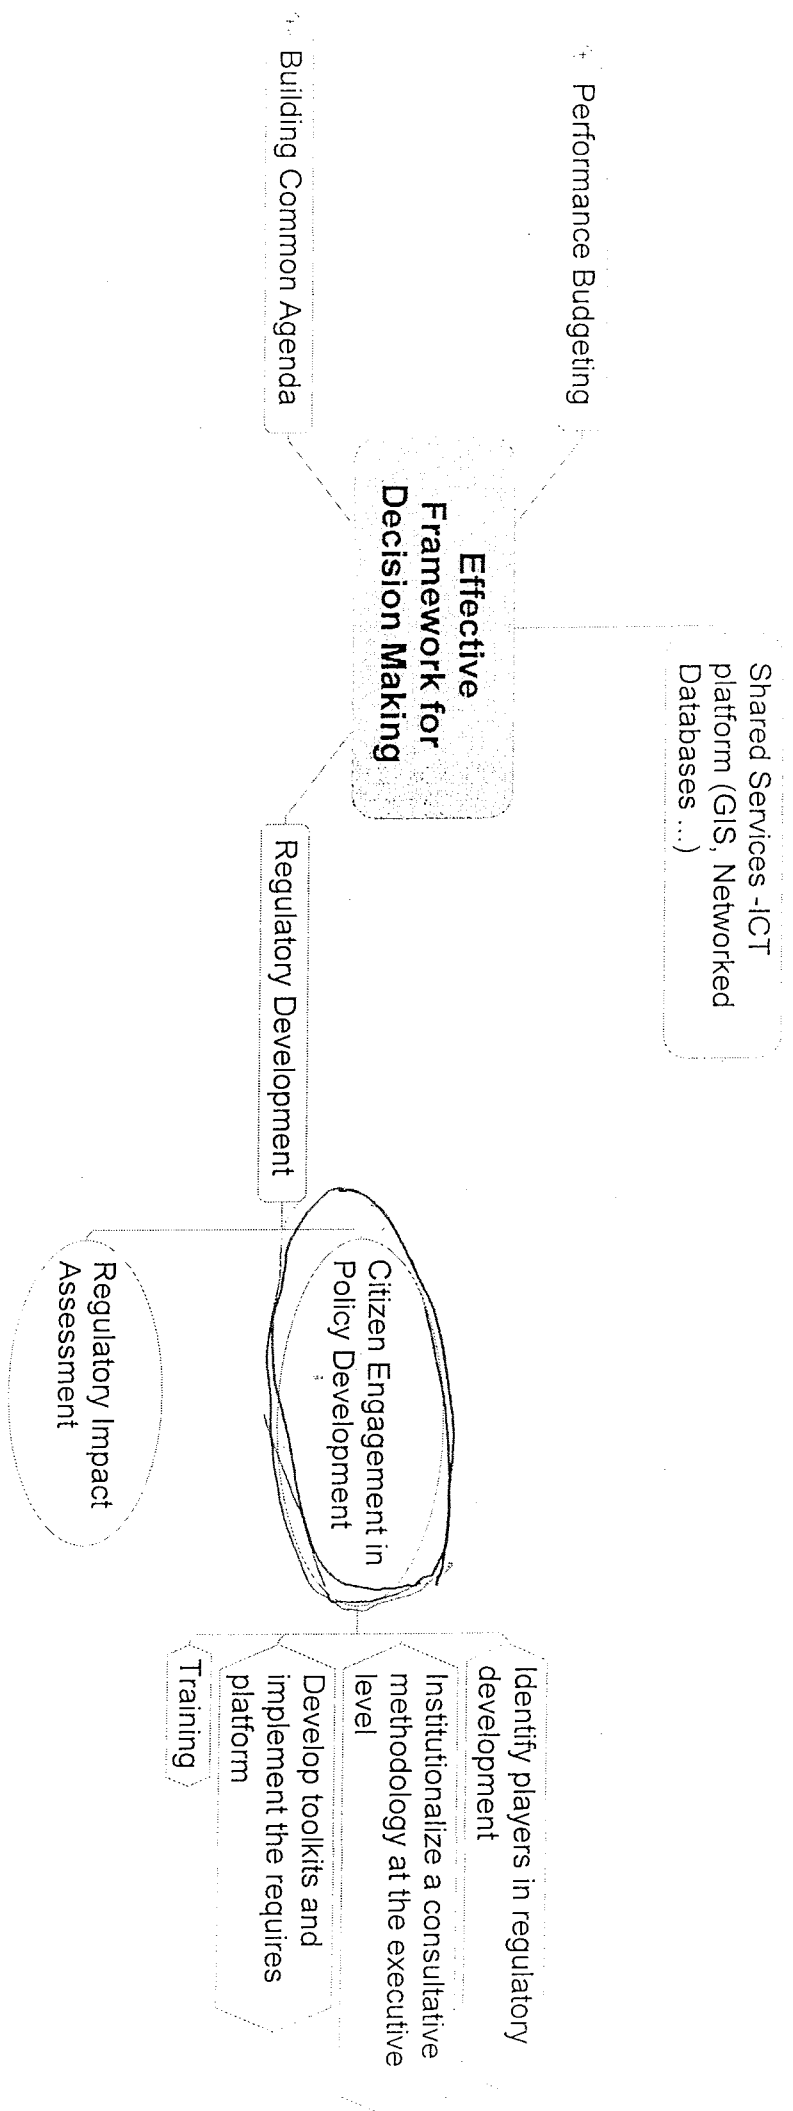 Shared Services -ICT
platform (GIS, Networked
Databases ...)
+ Performance Budgeting
Effective
Framework for
Decision Making
+ Building Common Agenda
Regulatory Development
Citizen Engagement in
Policy Development
Regulatory Impact
Assessment
Identify players in regulatory
development
Institutionalize a consultative
methodology at the executive
level
Develop toolkits and
implement the requires
platform
Training